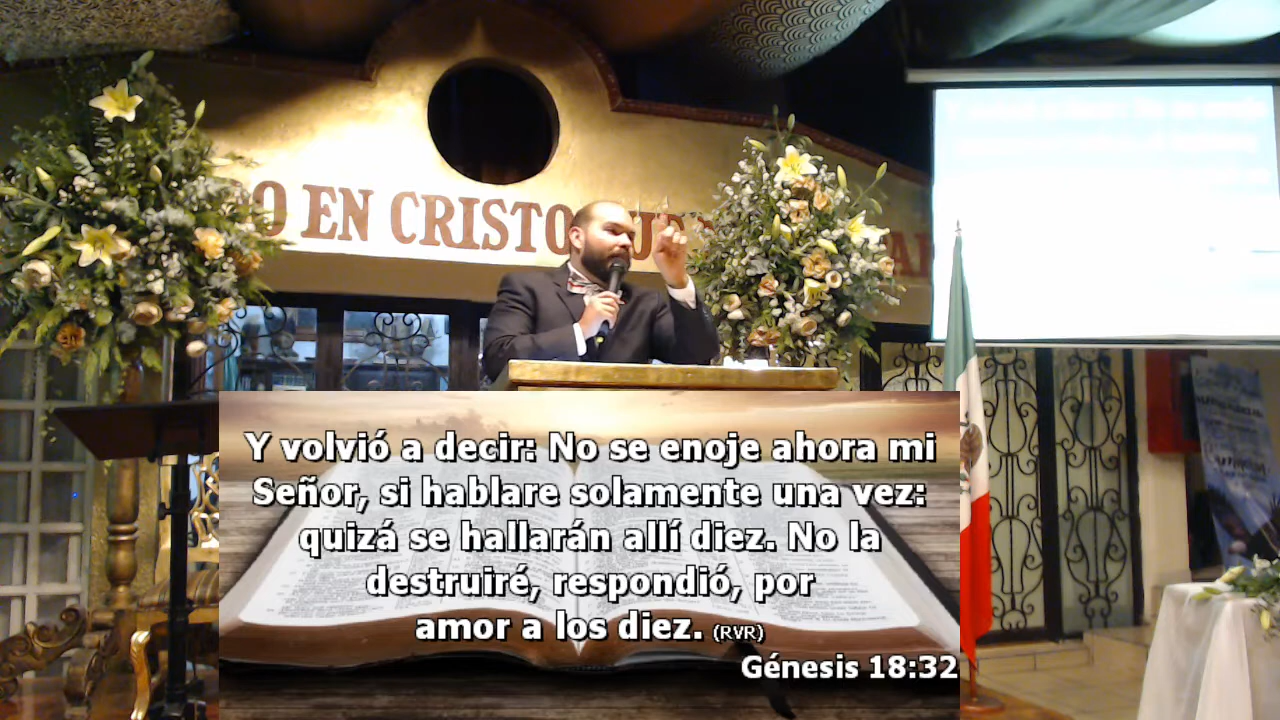 O EN CRISTO
Y volvió a decir: No se enoje ahora mi
Señor, si hablare solamente una vez:
quizá se hallarán allí diez. No la
destruiré, respondió, por
amor a los diez. (RVR)
Génesis 18:32